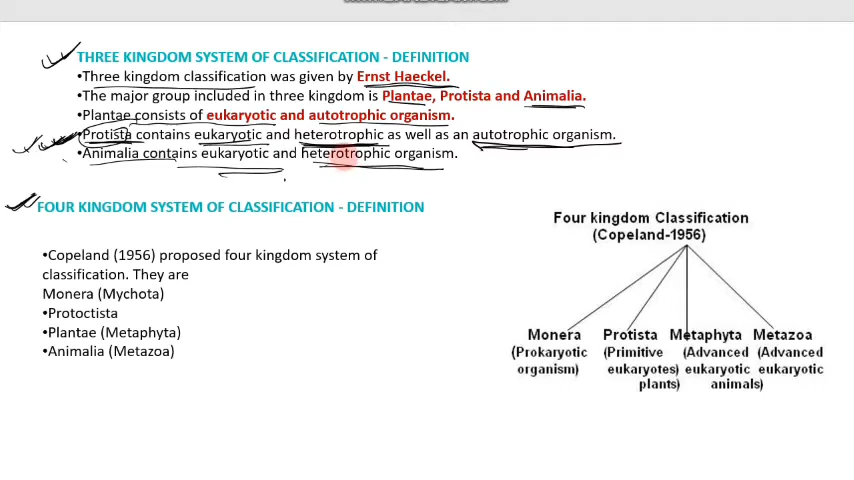 THREE KINGDOM SYSTEM OF CLASSIFICATION - DEFINITION
•Three kingdom classification was given by Ernst Haeckel.
•The major group included in three kingdom is Plantae, Protista and Animalia.
•Plantae consists of eukaryotic and autotrophic organism.
•Protista contains eukaryotic and heterotrophic as well as an autotrophic organism.
•Animalia contains eukaryotic and heterotrophic organism.
FOUR KINGDOM SYSTEM OF CLASSIFICATION - DEFINITION
•Copeland (1956) proposed four kingdom system of
classification. They are
Monera (Mychota)
•Protoctista
•Plantae (Metaphyta)
•Animalia (Metazoa)
Four kingdom Classification
(Copeland-1956)
Monera Protista Metaphyta Metazoa
(Prokaryotic (Primitive (Advanced (Advanced
organism) eukaryotes) eukaryotic eukaryotic
plants) animals)